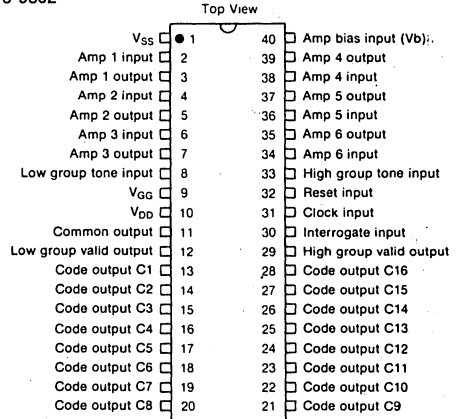 Top View
VSS 1 40 Amp bias input (Vb)
Amp 1 input 2 39 Amp 4 output
Amp 1 output 3 38 Amp 4 input
Amp 2 input 4 37 Amp 5 output
Amp 2 output 5 36 Amp 5 input
Amp 3 input 6 35 Amp 6 output
Amp 3 output 7 34 Amp 6 input
Low group tone input 8 33 High group tone input
VGG 9 32 Reset input
VDD 10 31 Clock input
Common output 11 30 Interrogate input
Low group valid output 12 29 High group valid output
Code output C1 13 28 Code output C16
Code output C2 14 27 Code output C15
Code output C3 15 26 Code output C14
Code output C4 16 25 Code output C13
Code output C5 17 24 Code output C12
Code output C6 18 23 Code output C11
Code output C7 19 22 Code output C10
Code output C8 20 21 Code output C9